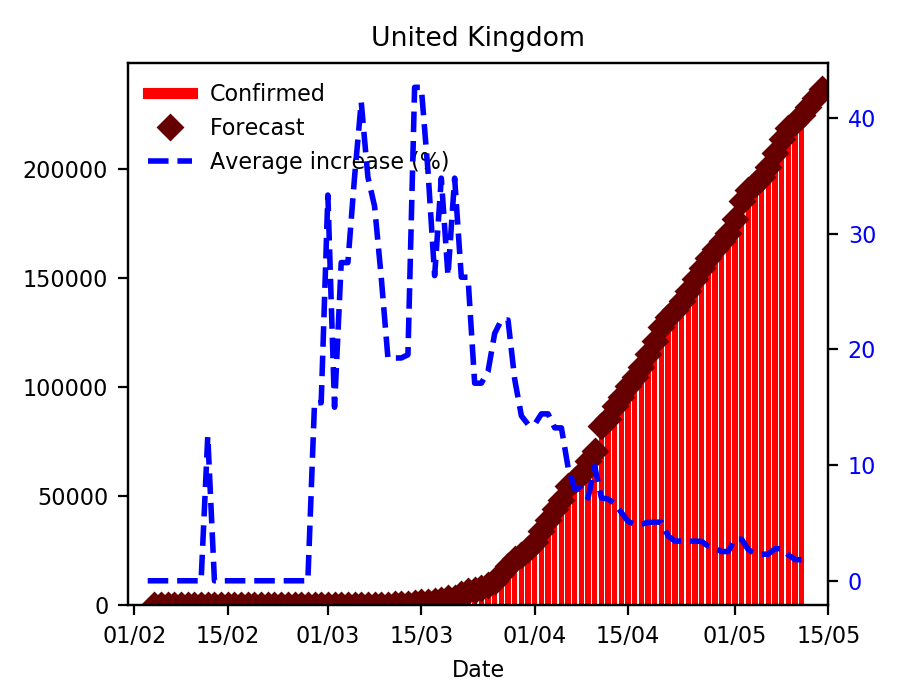 United Kingdom
Confirmed
Forecast
Average increase (%)
200000
150000
100000
50000
0
40
30
20
10
0
01/02 15/02 01/03 15/03 01/04 15/04 01/05 15/05
Date